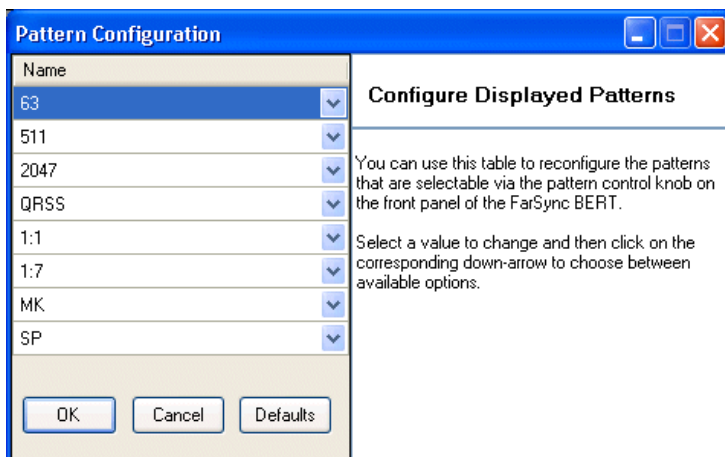 Pattern Configuration
Name
63
511
2047
QRSS
1:1
1:7
MK
SP
OK
Cancel
Defaults
Configure Displayed Patterns
You can use this table to reconfigure the patterns
that are selectable via the pattern control knob on
the front panel of the FarSync BERT.
Select a value to change and then click on the
corresponding down-arrow to choose between
available options.